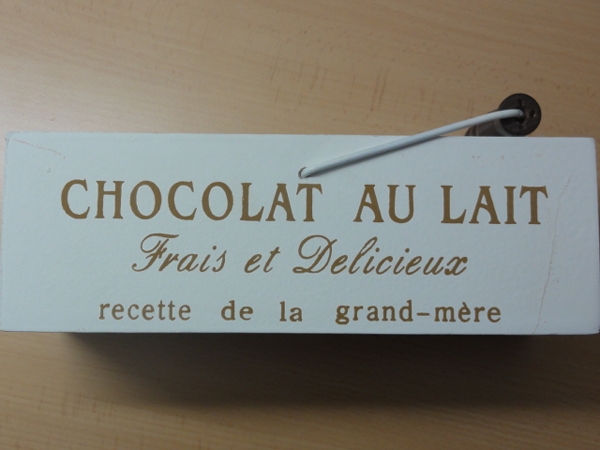 CHOCOLAT AU LAIT
Frais et Delicieux
recette de la grand-mère